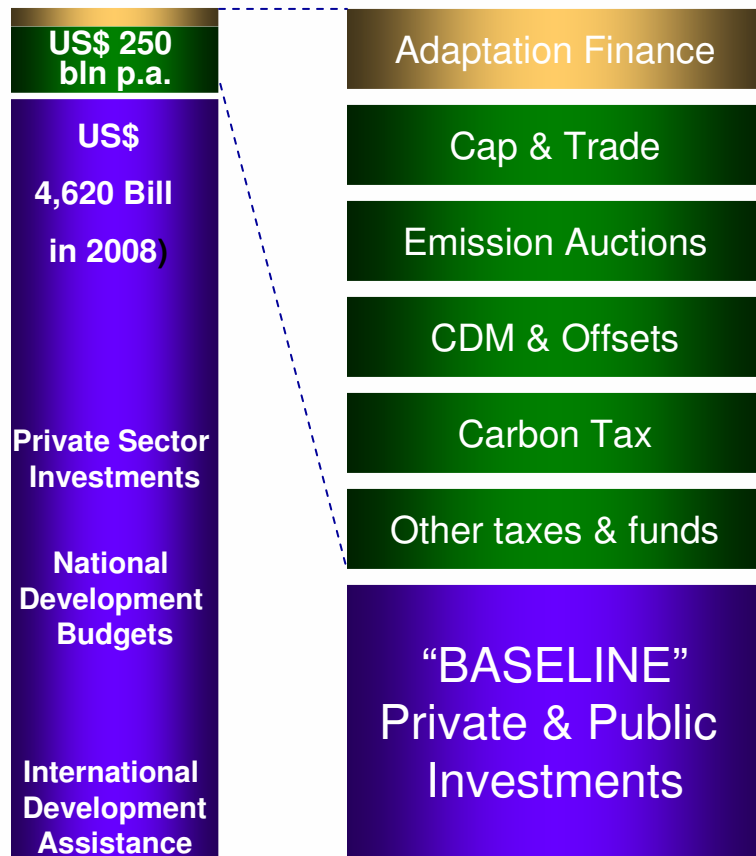 US$ 250
bln p.a.
US$
4,620 Bill
in 2008)
Private Sector
Investments
National
Development
Budgets
International
Development
Assistance
Adaptation Finance
Cap & Trade
Emission Auctions
CDM & Offsets
Carbon Tax
Other taxes & funds
“BASELINE”
Private & Public
Investments